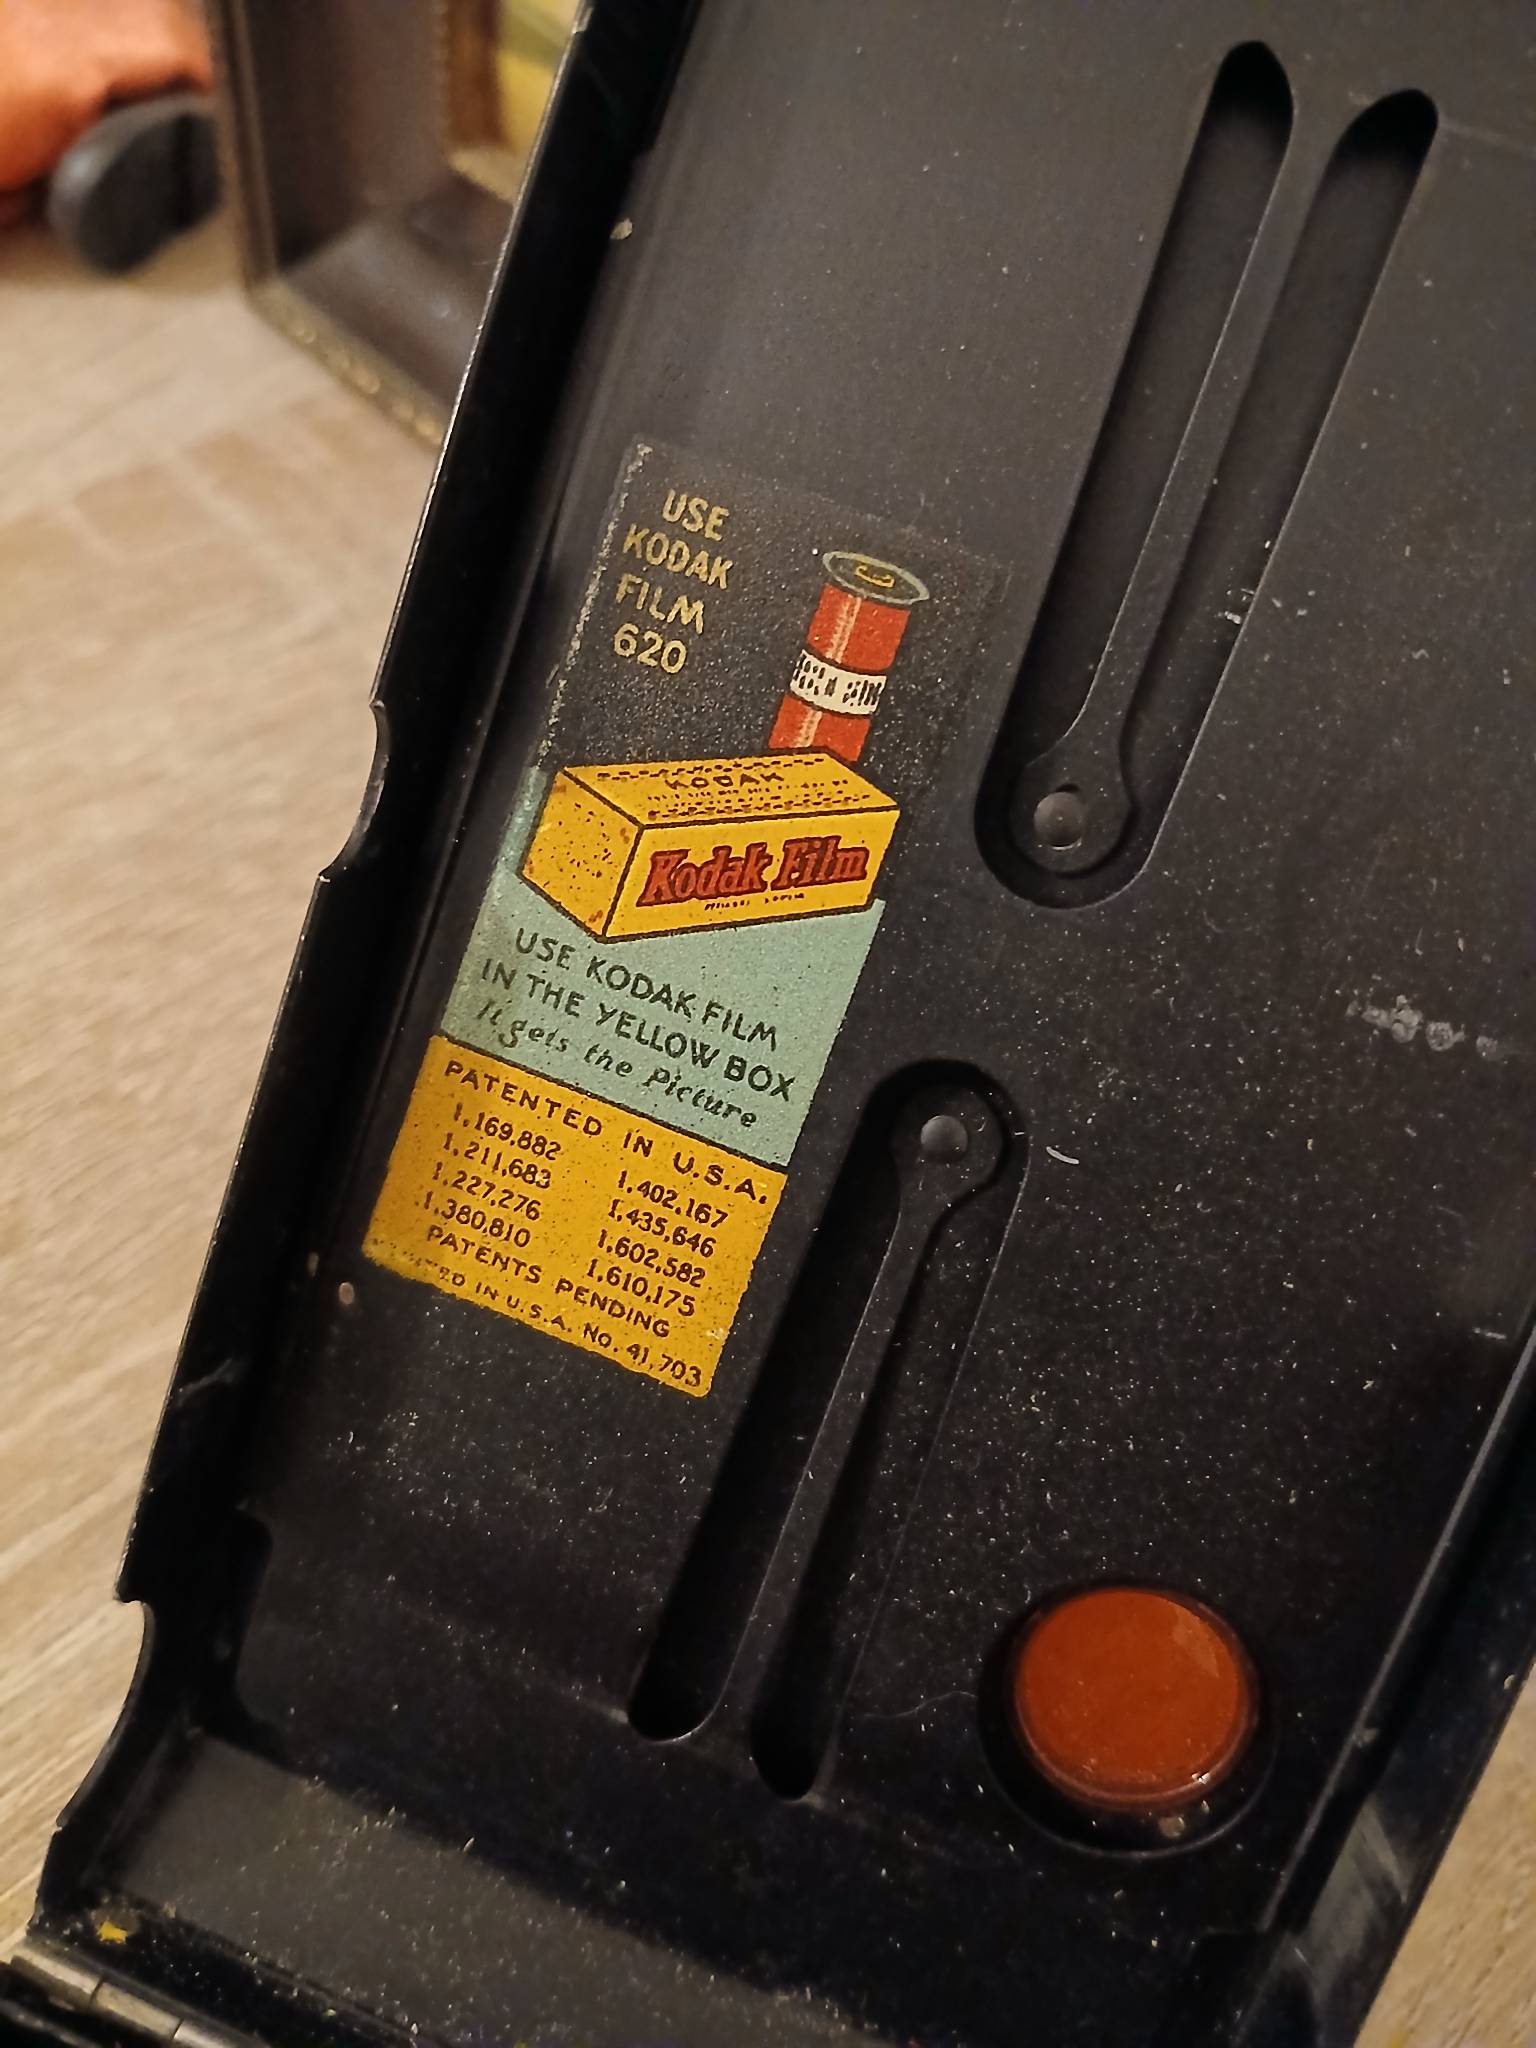 USE
KODAK
FILM
620
KODAK
Kodak Film
USE KODAK FILM
IN THE YELLOW BOX
It gets the Picture
PATENTED IN U.S.A.
1,169,882 1,402,167
1,211,683 1,435,646
1,227,276 1,602,582
1,380,810 1,610,175
PATENTS PENDING
IN U.S.A. No. 41,703